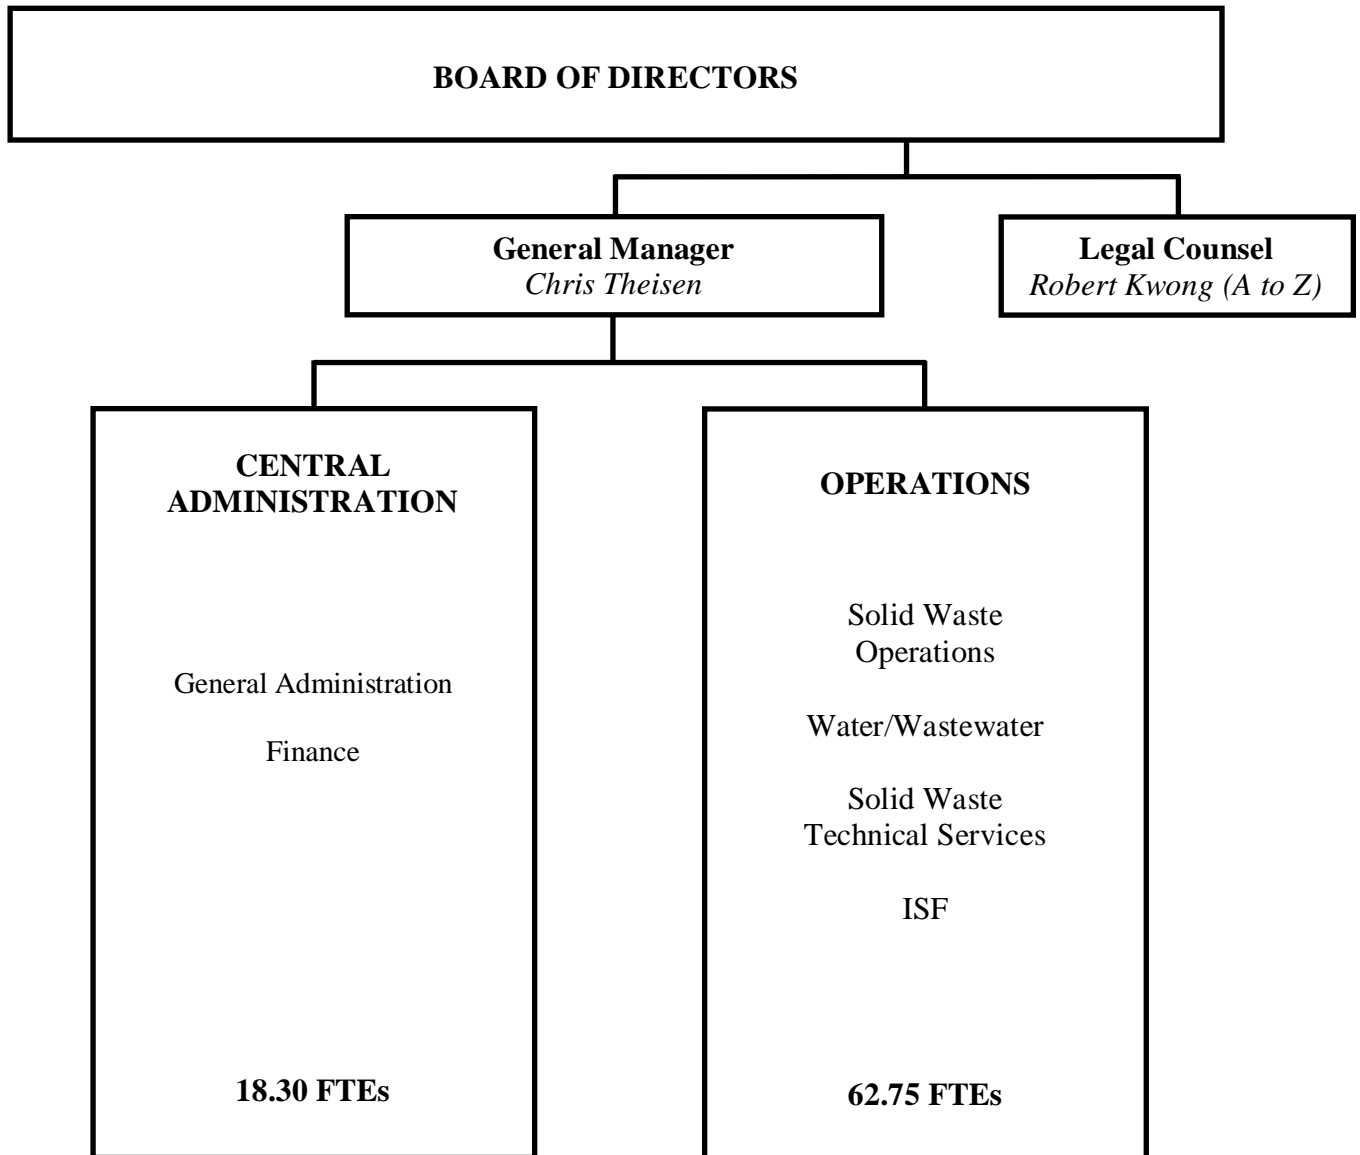 BOARD OF DIRECTORS
General Manager
Chris Theisen
Legal Counsel
Robert Kwong (A to Z)
CENTRAL
ADMINISTRATION
General Administration
Finance
18.30 FTEs
OPERATIONS
Solid Waste
Operations
Water/Wastewater
Solid Waste
Technical Services
ISF
62.75 FTEs